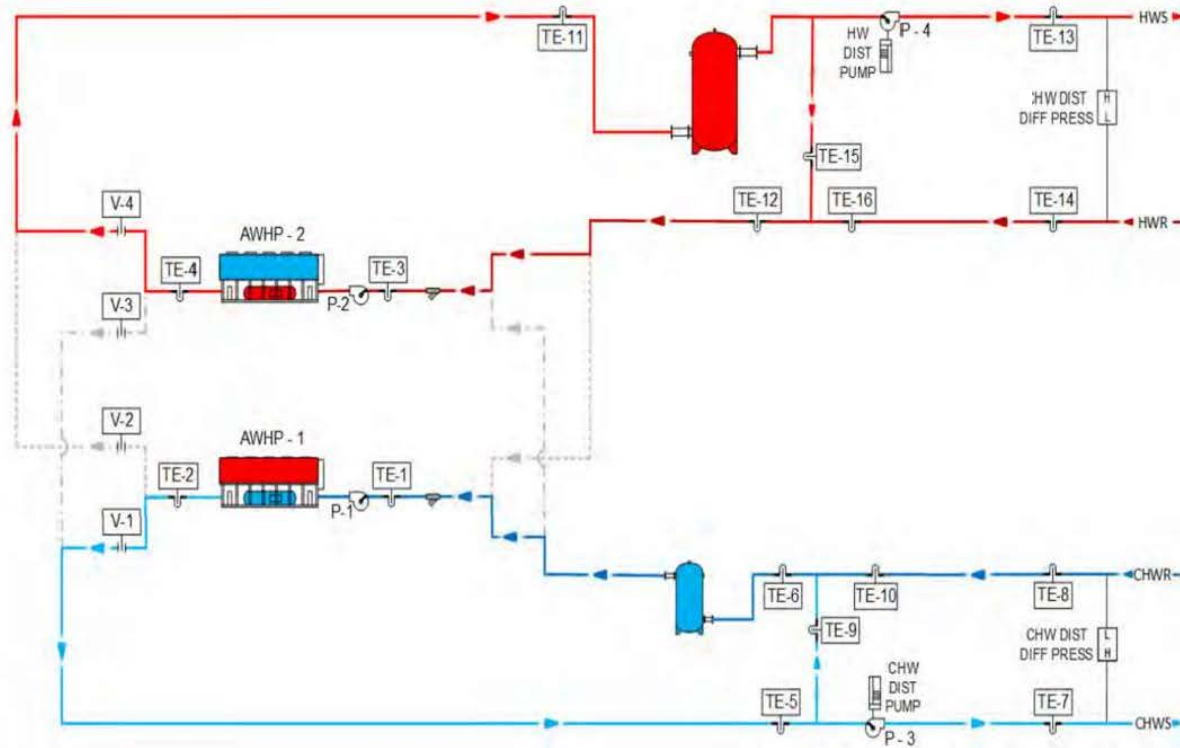 TE-11
HW
DIST
PUMP
P - 4
TE-13
HWS
CHW DIST
DIFF PRESS
H
L
TE-15
V-4
TE-12
TE-16
TE-14
HWR
AWHP - 2
TE-4
TE-3
P-2
V-3
V-2
AWHP - 1
TE-2
TE-1
P-1
V-1
TE-6
TE-10
TE-8
CHWR
TE-9
CHW DIST
DIFF PRESS
L
H
CHW
DIST
PUMP
TE-5
P - 3
TE-7
CHWS